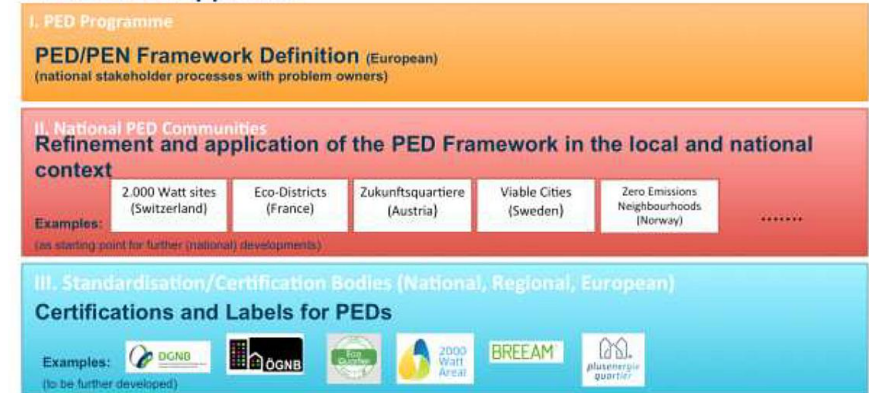 I. PED Programme
PED/PEN Framework Definition (European)
(national stakeholder processes with problem owners)
II. National PED Communities
Refinement and application of the PED Framework in the local and national
context
2.000 Watt sites
(Switzerland)
Eco-Districts
(France)
Zukunftsquartiere
(Austria)
Viable Cities
(Sweden)
Zero Emissions
Neighbourhoods
(Norway)
.......
Examples:
(as starting point for further (national) developments)
III. Standardisation/Certification Bodies (National, Regional, European)
Certifications and Labels for PEDs
Examples:
DGNB
ÖGNB
Eco
Quartier
2000
Watt
Areal
BREEAM
plusenergie
quartier
(to be further developed)